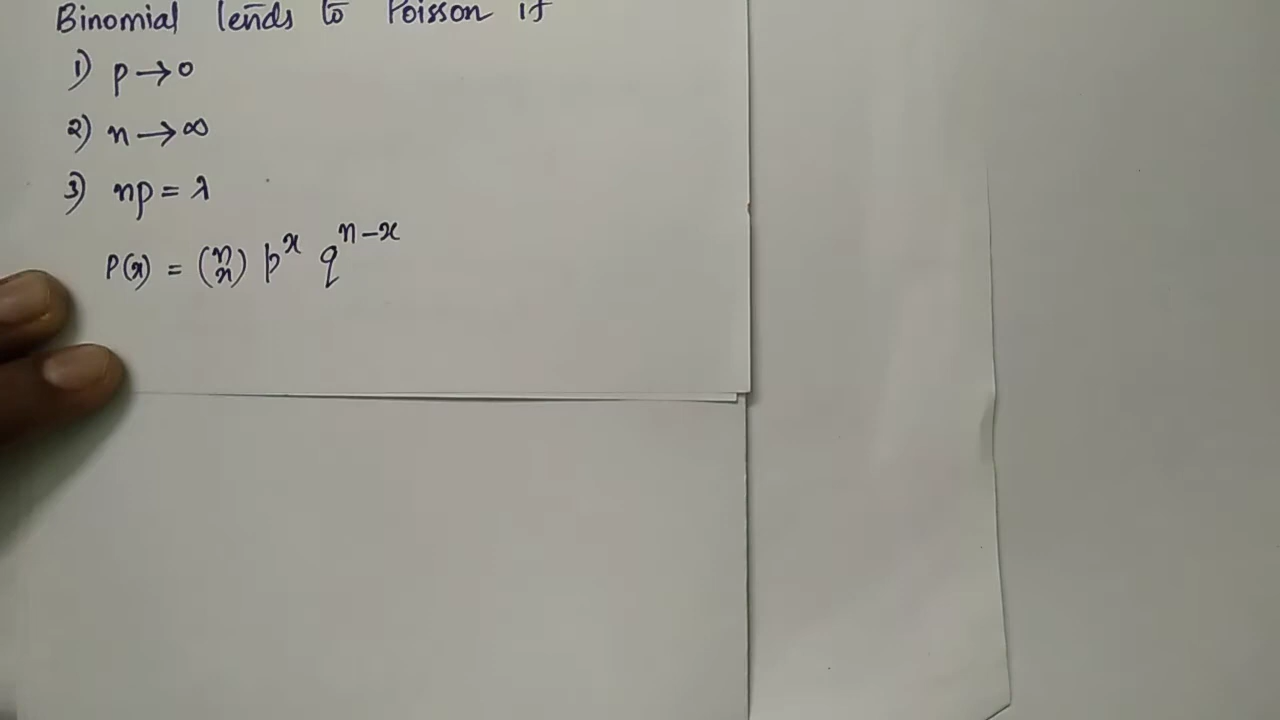 Binomial tends to Poisson if
1) p → 0
2) n → ∞
3) np = λ
P(x) = (n x) p^x q^n-x